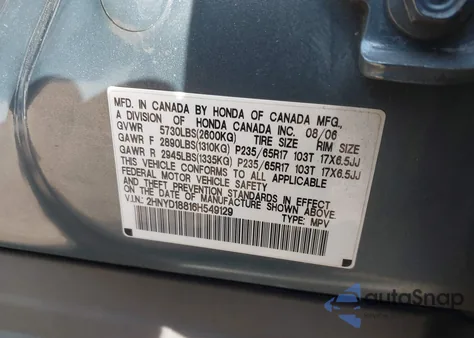 MFD. IN CANADA BY HONDA OF CANADA MFG.,
A DIVISION OF HONDA CANADA INC. 08/06
GVWR 5730LBS(2600KG) TIRE SIZE RIM SIZE
GAWR F 2890LBS(1310KG) P235/65R17 103T 17X6.5JJ
GAWR R 2945LBS(1335KG) P235/65R17 103T 17X6.5JJ
THIS VEHICLE CONFORMS TO ALL APPLICABLE
FEDERAL MOTOR VEHICLE SAFETY STANDARDS IN EFFECT
ON THE DATE OF MANUFACTURE SHOWN ABOVE.
V.I.N.: 2HNYD18816H549129 TYPE: MPV
autoSnap